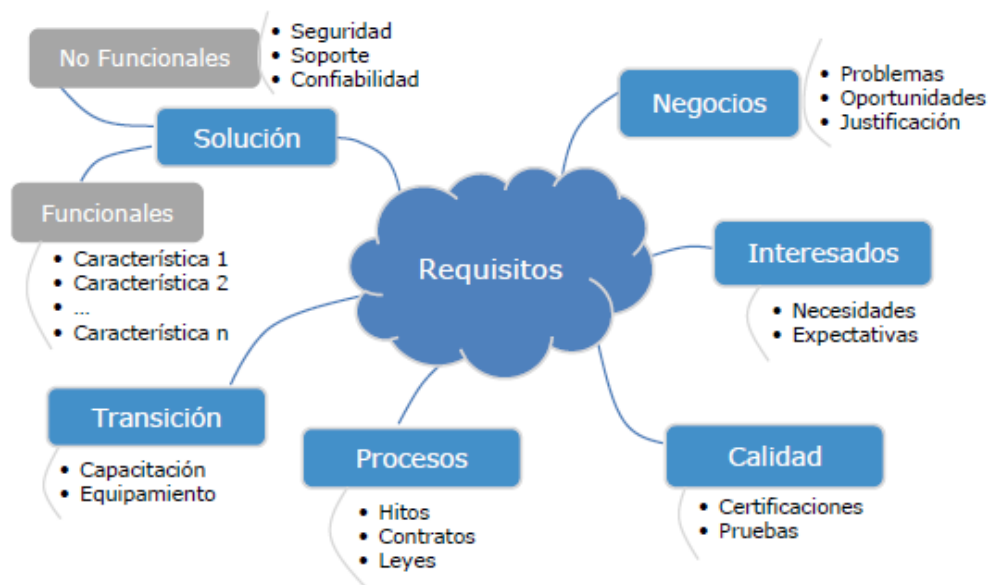 No Funcionales
• Seguridad
• Soporte
• Confiabilidad
Solución
Funcionales
• Característica 1
• Característica 2
• ...
• Característica n
Negocios
• Problemas
• Oportunidades
• Justificación
Requisitos
Interesados
• Necesidades
• Expectativas
Transición
• Capacitación
• Equipamiento
Procesos
• Hitos
• Contratos
• Leyes
Calidad
• Certificaciones
• Pruebas